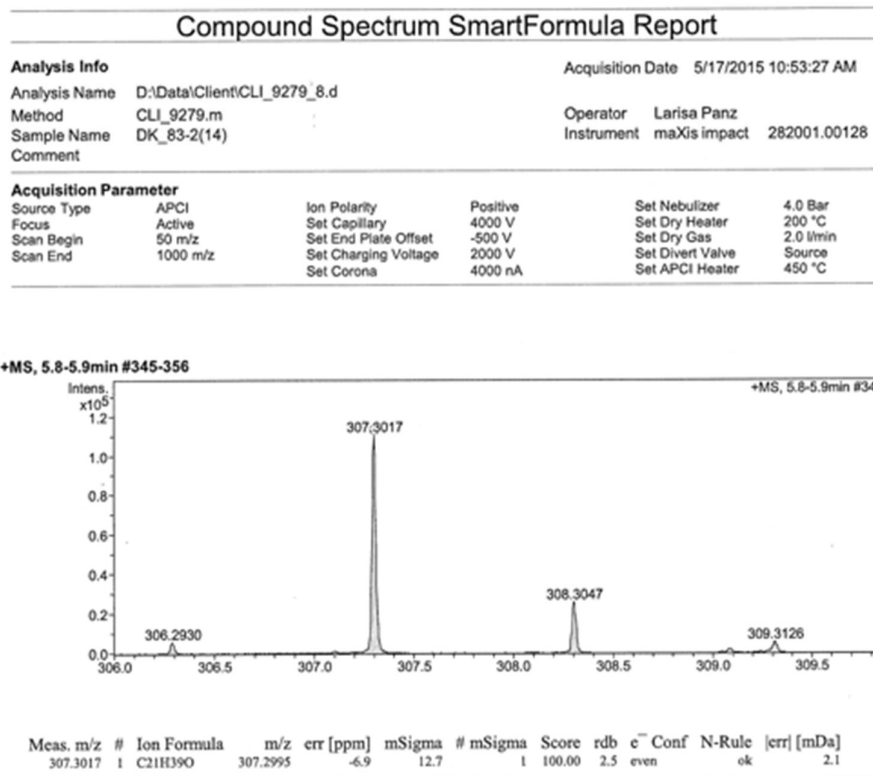 Compound Spectrum SmartFormula Report
Analysis Info
Acquisition Date 5/17/2015 10:53:27 AM
Analysis Name D:\Data\Client\CLI_9279_8.d
Method CLI_9279.m
Operator Larisa Panz
Sample Name DK_83-2(14)
Instrument maXis impact 282001.00128
Comment
Acquisition Parameter
Source Type APCI Ion Polarity Positive Set Nebulizer 4.0 Bar
Focus Active Set Capillary 4000 V Set Dry Heater 200 °C
Scan Begin 50 m/z Set End Plate Offset -500 V Set Dry Gas 2.0 l/min
Scan End 1000 m/z Set Charging Voltage 2000 V Set Divert Valve Source
Set Corona 4000 nA Set APCI Heater 450 °C
+MS, 5.8-5.9min #345-356
Intens.
x10^5
+MS, 5.8-5.9min #34
1.2
1.0
0.8
0.6
0.4
0.2
0.0
307.3017
308.3047
306.2930
309.3126
306.0 306.5 307.0 307.5 308.0 308.5 309.0 309.5
Meas. m/z # Ion Formula m/z err [ppm] mSigma # mSigma Score rdb e⁻ Conf N-Rule |err| [mDa]
307.3017 1 C21H39O 307.2995 -6.9 12.7 1 100.00 2.5 even ok 2.1